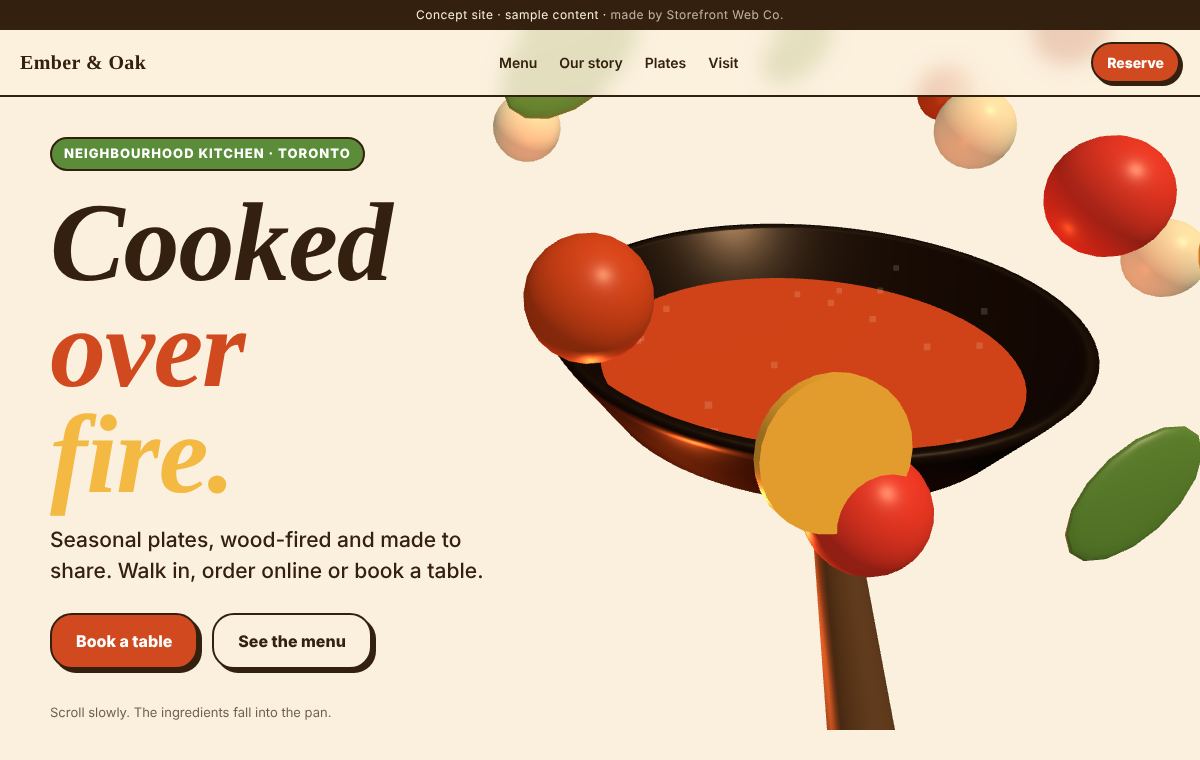 Concept site · sample content · made by Storefront Web Co.
Ember & Oak
Menu
Our story
Plates
Visit
Reserve
NEIGHBOURHOOD KITCHEN · TORONTO
Cooked
over
fire.
Seasonal plates, wood-fired and made to
share. Walk in, order online or book a table.
Book a table
See the menu
Scroll slowly. The ingredients fall into the pan.